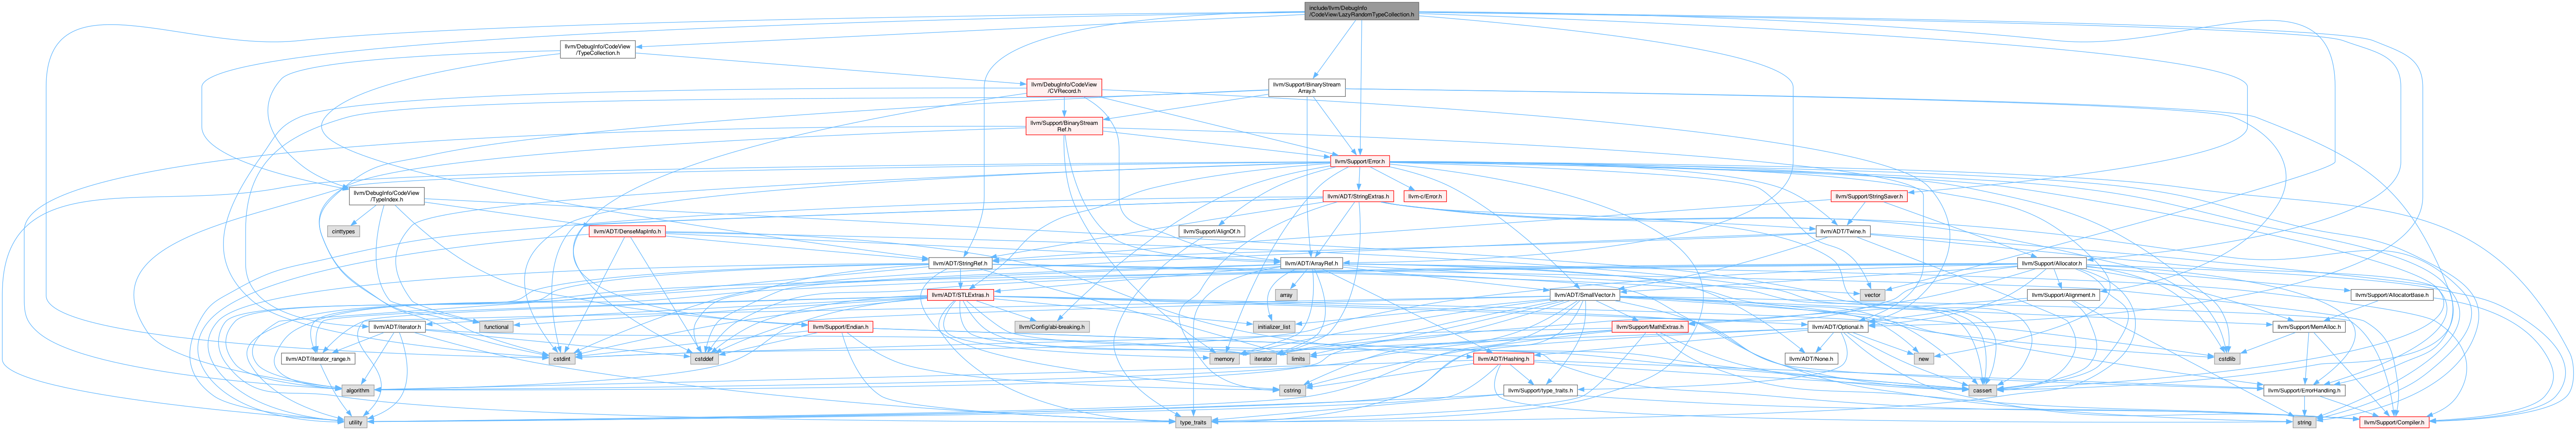 include/llvm/DebugInfo
/CodeView/LazyRandomTypeCollection.h
llvm/DebugInfo/CodeView
/TypeCollection.h
llvm/DebugInfo/CodeView
/CVRecord.h
llvm/Support/BinaryStream
Array.h
llvm/Support/BinaryStream
Ref.h
llvm/Support/Error.h
llvm/DebugInfo/CodeView
/TypeIndex.h
llvm/ADT/StringExtras.h
llvm-c/Error.h
llvm/Support/StringSaver.h
cinttypes
llvm/ADT/DenseMapInfo.h
llvm/Support/AlignOf.h
llvm/ADT/Twine.h
llvm/ADT/StringRef.h
llvm/ADT/ArrayRef.h
llvm/Support/Allocator.h
llvm/ADT/STLExtras.h
array
llvm/ADT/SmallVector.h
vector
llvm/Support/Alignment.h
llvm/Support/AllocatorBase.h
llvm/ADT/iterator.h
functional
llvm/Support/Endian.h
llvm/Config/abi-breaking.h
initializer_list
llvm/Support/MathExtras.h
llvm/ADT/Optional.h
llvm/Support/MemAlloc.h
llvm/ADT/iterator_range.h
cstdint
cstddef
memory
iterator
limits
llvm/ADT/Hashing.h
llvm/ADT/None.h
new
cstdlib
algorithm
cstring
llvm/Support/type_traits.h
cassert
llvm/Support/ErrorHandling.h
utility
type_traits
string
llvm/Support/Compiler.h